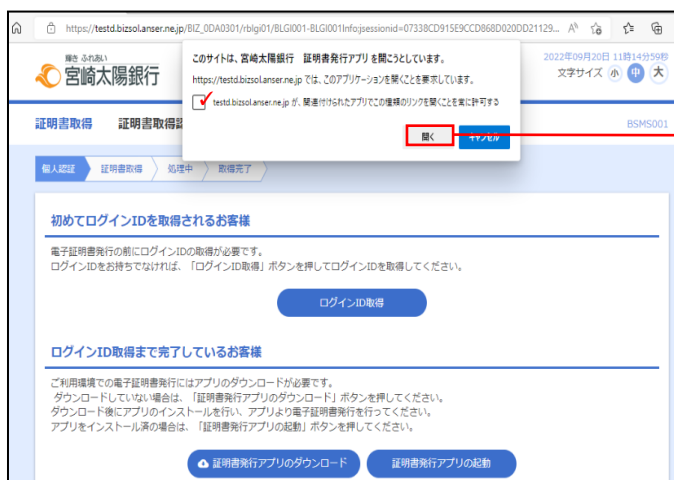 https://testd.bizsol.anser.ne.jp/BIZ_0DA0301/rblgi01/BLGI001-BLGI001Info;jsessionid=07338CD915E9CCD868D020DD21129...
輝き ふれあい
宮崎太陽銀行
このサイトは、宮崎太陽銀行 証明書発行アプリ を開こうとしています。
https://testd.bizsol.anser.ne.jp では、このアプリケーションを開くことを要求しています。
testd.bizsol.anser.ne.jp が、関連付けられたアプリでこの種類のリンクを開くことを常に許可する
開く
キャンセル
2022年09月20日 11時14分59秒
文字サイズ 小 中 大
証明書取得 証明書取得認
BSMS001
個人認証 証明書取得 処理中 取得完了
初めてログインIDを取得されるお客様
電子証明書発行の前にログインIDの取得が必要です。
ログインIDをお持ちでなければ、「ログインID取得」ボタンを押してログインIDを取得してください。
ログインID取得
ログインID取得まで完了しているお客様
ご利用環境での電子証明書発行にはアプリのダウンロードが必要です。
ダウンロードしていない場合は、「証明書発行アプリのダウンロード」ボタンを押してください。
ダウンロード後にアプリのインストールを行い、アプリより電子証明書発行を行ってください。
アプリをインストール済の場合は、「証明書発行アプリの起動」ボタンを押してください。
証明書発行アプリのダウンロード
証明書発行アプリの起動